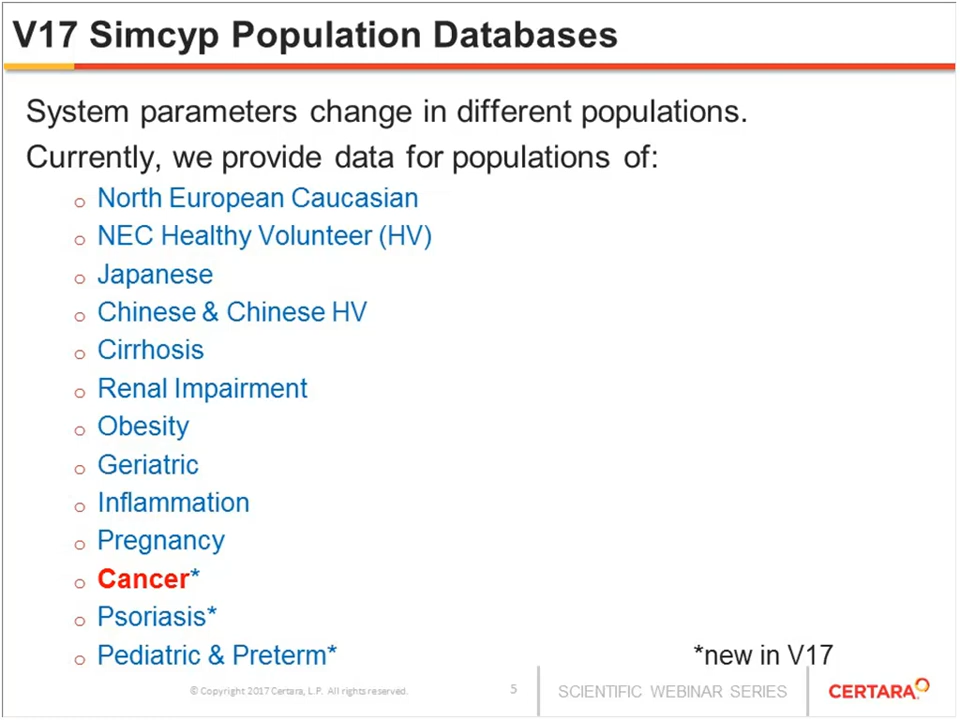 V17 Simcyp Population Databases
System parameters change in different populations.
Currently, we provide data for populations of:
o North European Caucasian
o NEC Healthy Volunteer (HV)
o Japanese
o Chinese & Chinese HV
o Cirrhosis
o Renal Impairment
o Obesity
o Geriatric
o Inflammation
o Pregnancy
o Cancer*
o Psoriasis*
o Pediatric & Preterm*
*new in V17
© Copyright 2017 Certara, L.P. All rights reserved.
5
SCIENTIFIC WEBINAR SERIES
CERTARA